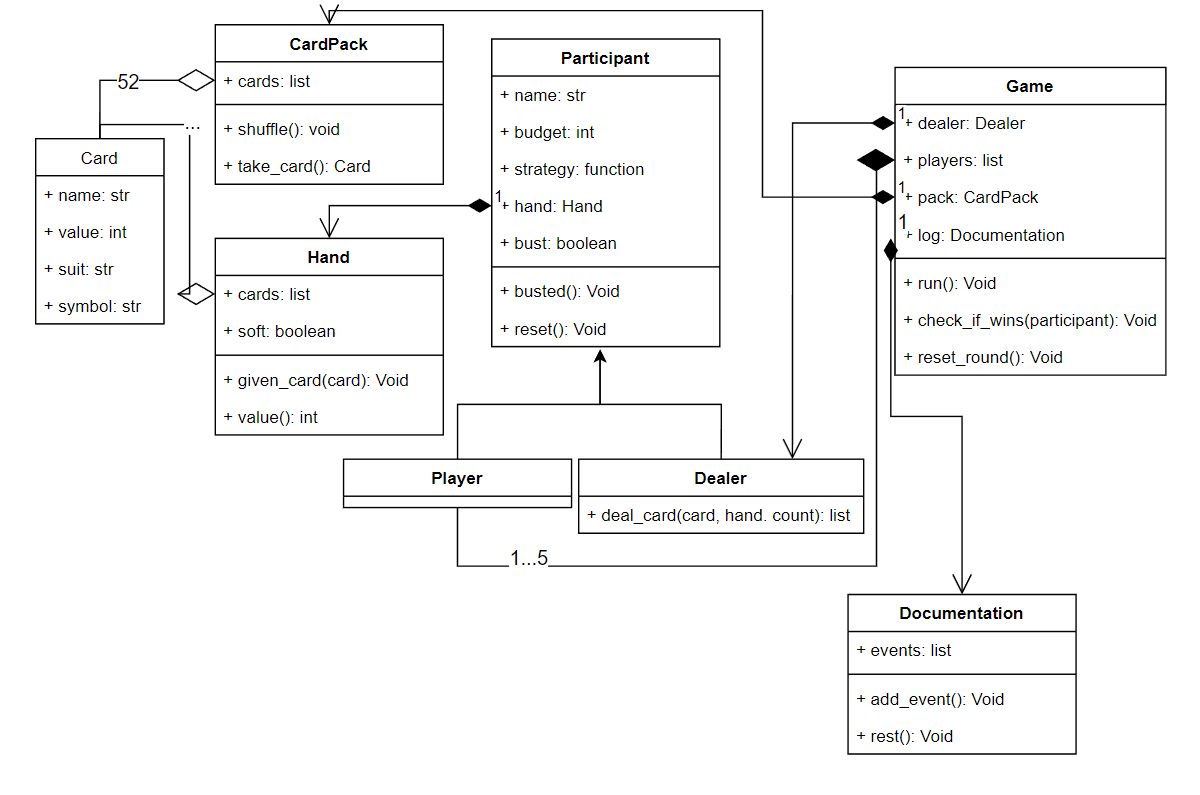 CardPack
+ cards: list
+ shuffle(): void
+ take_card(): Card
52
...
Card
+ name: str
+ value: int
+ suit: str
+ symbol: str
Hand
+ cards: list
+ soft: boolean
+ given_card(card): Void
+ value(): int
Participant
+ name: str
+ budget: int
+ strategy: function
1
+ hand: Hand
+ bust: boolean
+ busted(): Void
+ reset(): Void
Game
1
+ dealer: Dealer
+ players: list
1
+ pack: CardPack
1
+ log: Documentation
+ run(): Void
+ check_if_wins(participant): Void
+ reset_round(): Void
Player
Dealer
+ deal_card(card, hand. count): list
1...5
Documentation
+ events: list
+ add_event(): Void
+ rest(): Void